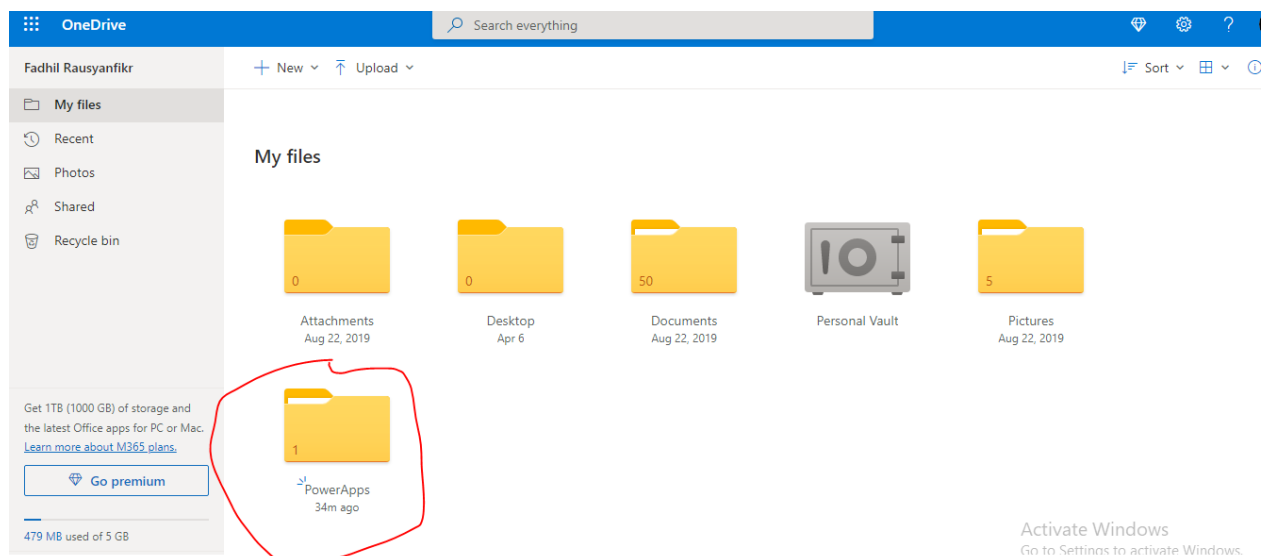 OneDrive
Search everything
Fadhil Rausyanfikr
New
Upload
Sort
My files
Recent
Photos
Shared
Recycle bin
My files
0
0
50
5
Attachments
Desktop
Documents
Personal Vault
Pictures
Aug 22, 2019
Apr 6
Aug 22, 2019
Aug 22, 2019
1
PowerApps
34m ago
Get 1TB (1000 GB) of storage and
the latest Office apps for PC or Mac.
Learn more about M365 plans.
Go premium
479 MB used of 5 GB
Activate Windows
Go to Settings to activate Windows.